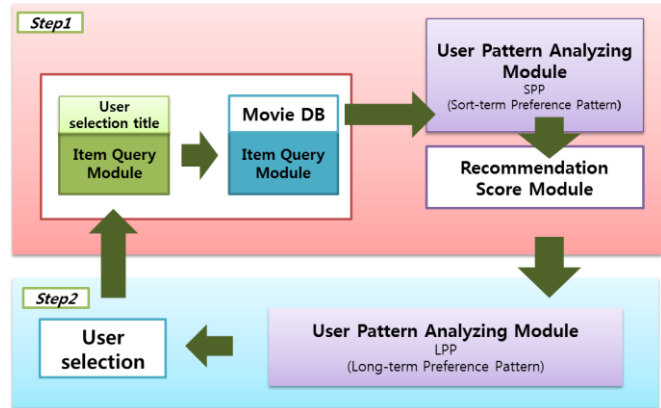 Step1
User
selection title
Item Query
Module
Movie DB
Item Query
Module
User Pattern Analyzing
Module
SPP
(Sort-term Preference Pattern)
Recommendation
Score Module
Step2
User
selection
User Pattern Analyzing Module
LPP
(Long-term Preference Pattern)